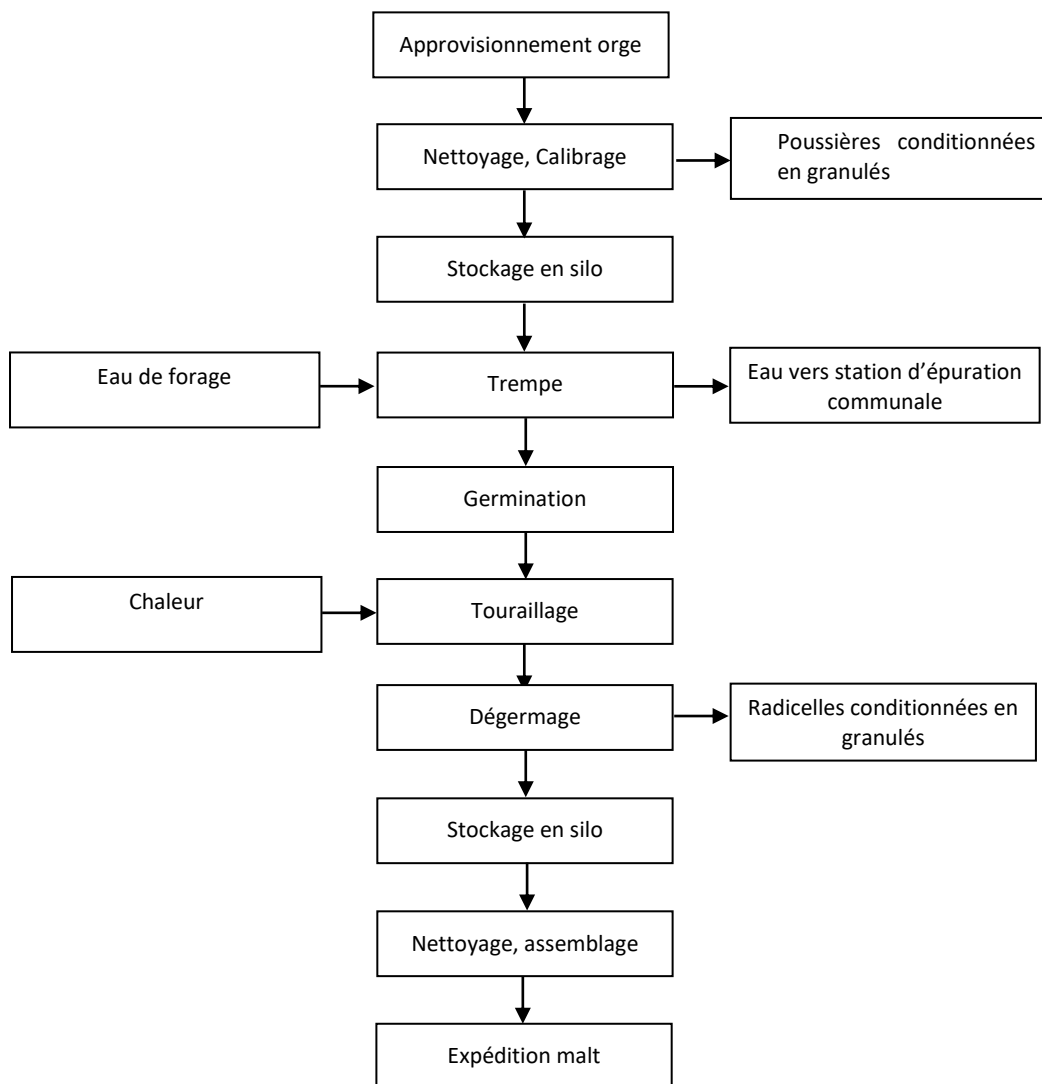 Approvisionnement orge
Nettoyage, Calibrage
Poussières conditionnées
en granulés
Stockage en silo
Eau de forage
Trempe
Eau vers station d’épuration
communale
Germination
Chaleur
Touraillage
Dégermage
Radicelles conditionnées en
granulés
Stockage en silo
Nettoyage, assemblage
Expédition malt